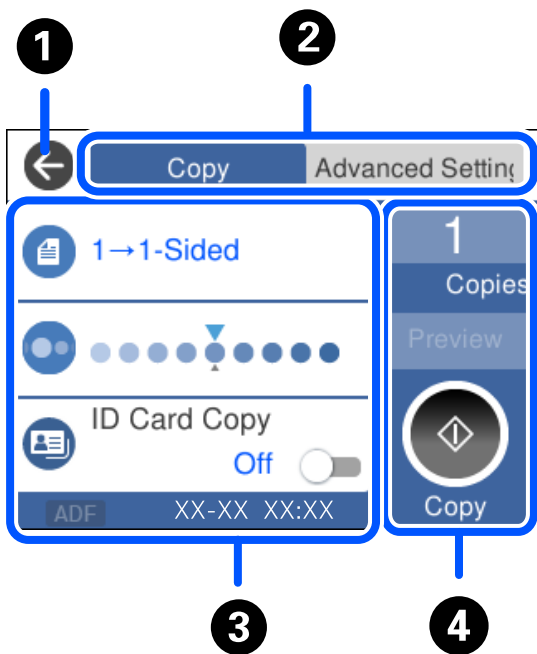 1
2
Copy
Advanced Setting
1→1-Sided
1
Copies
Preview
ID Card Copy
Off
ADF
XX-XX XX:XX
Copy
3
4